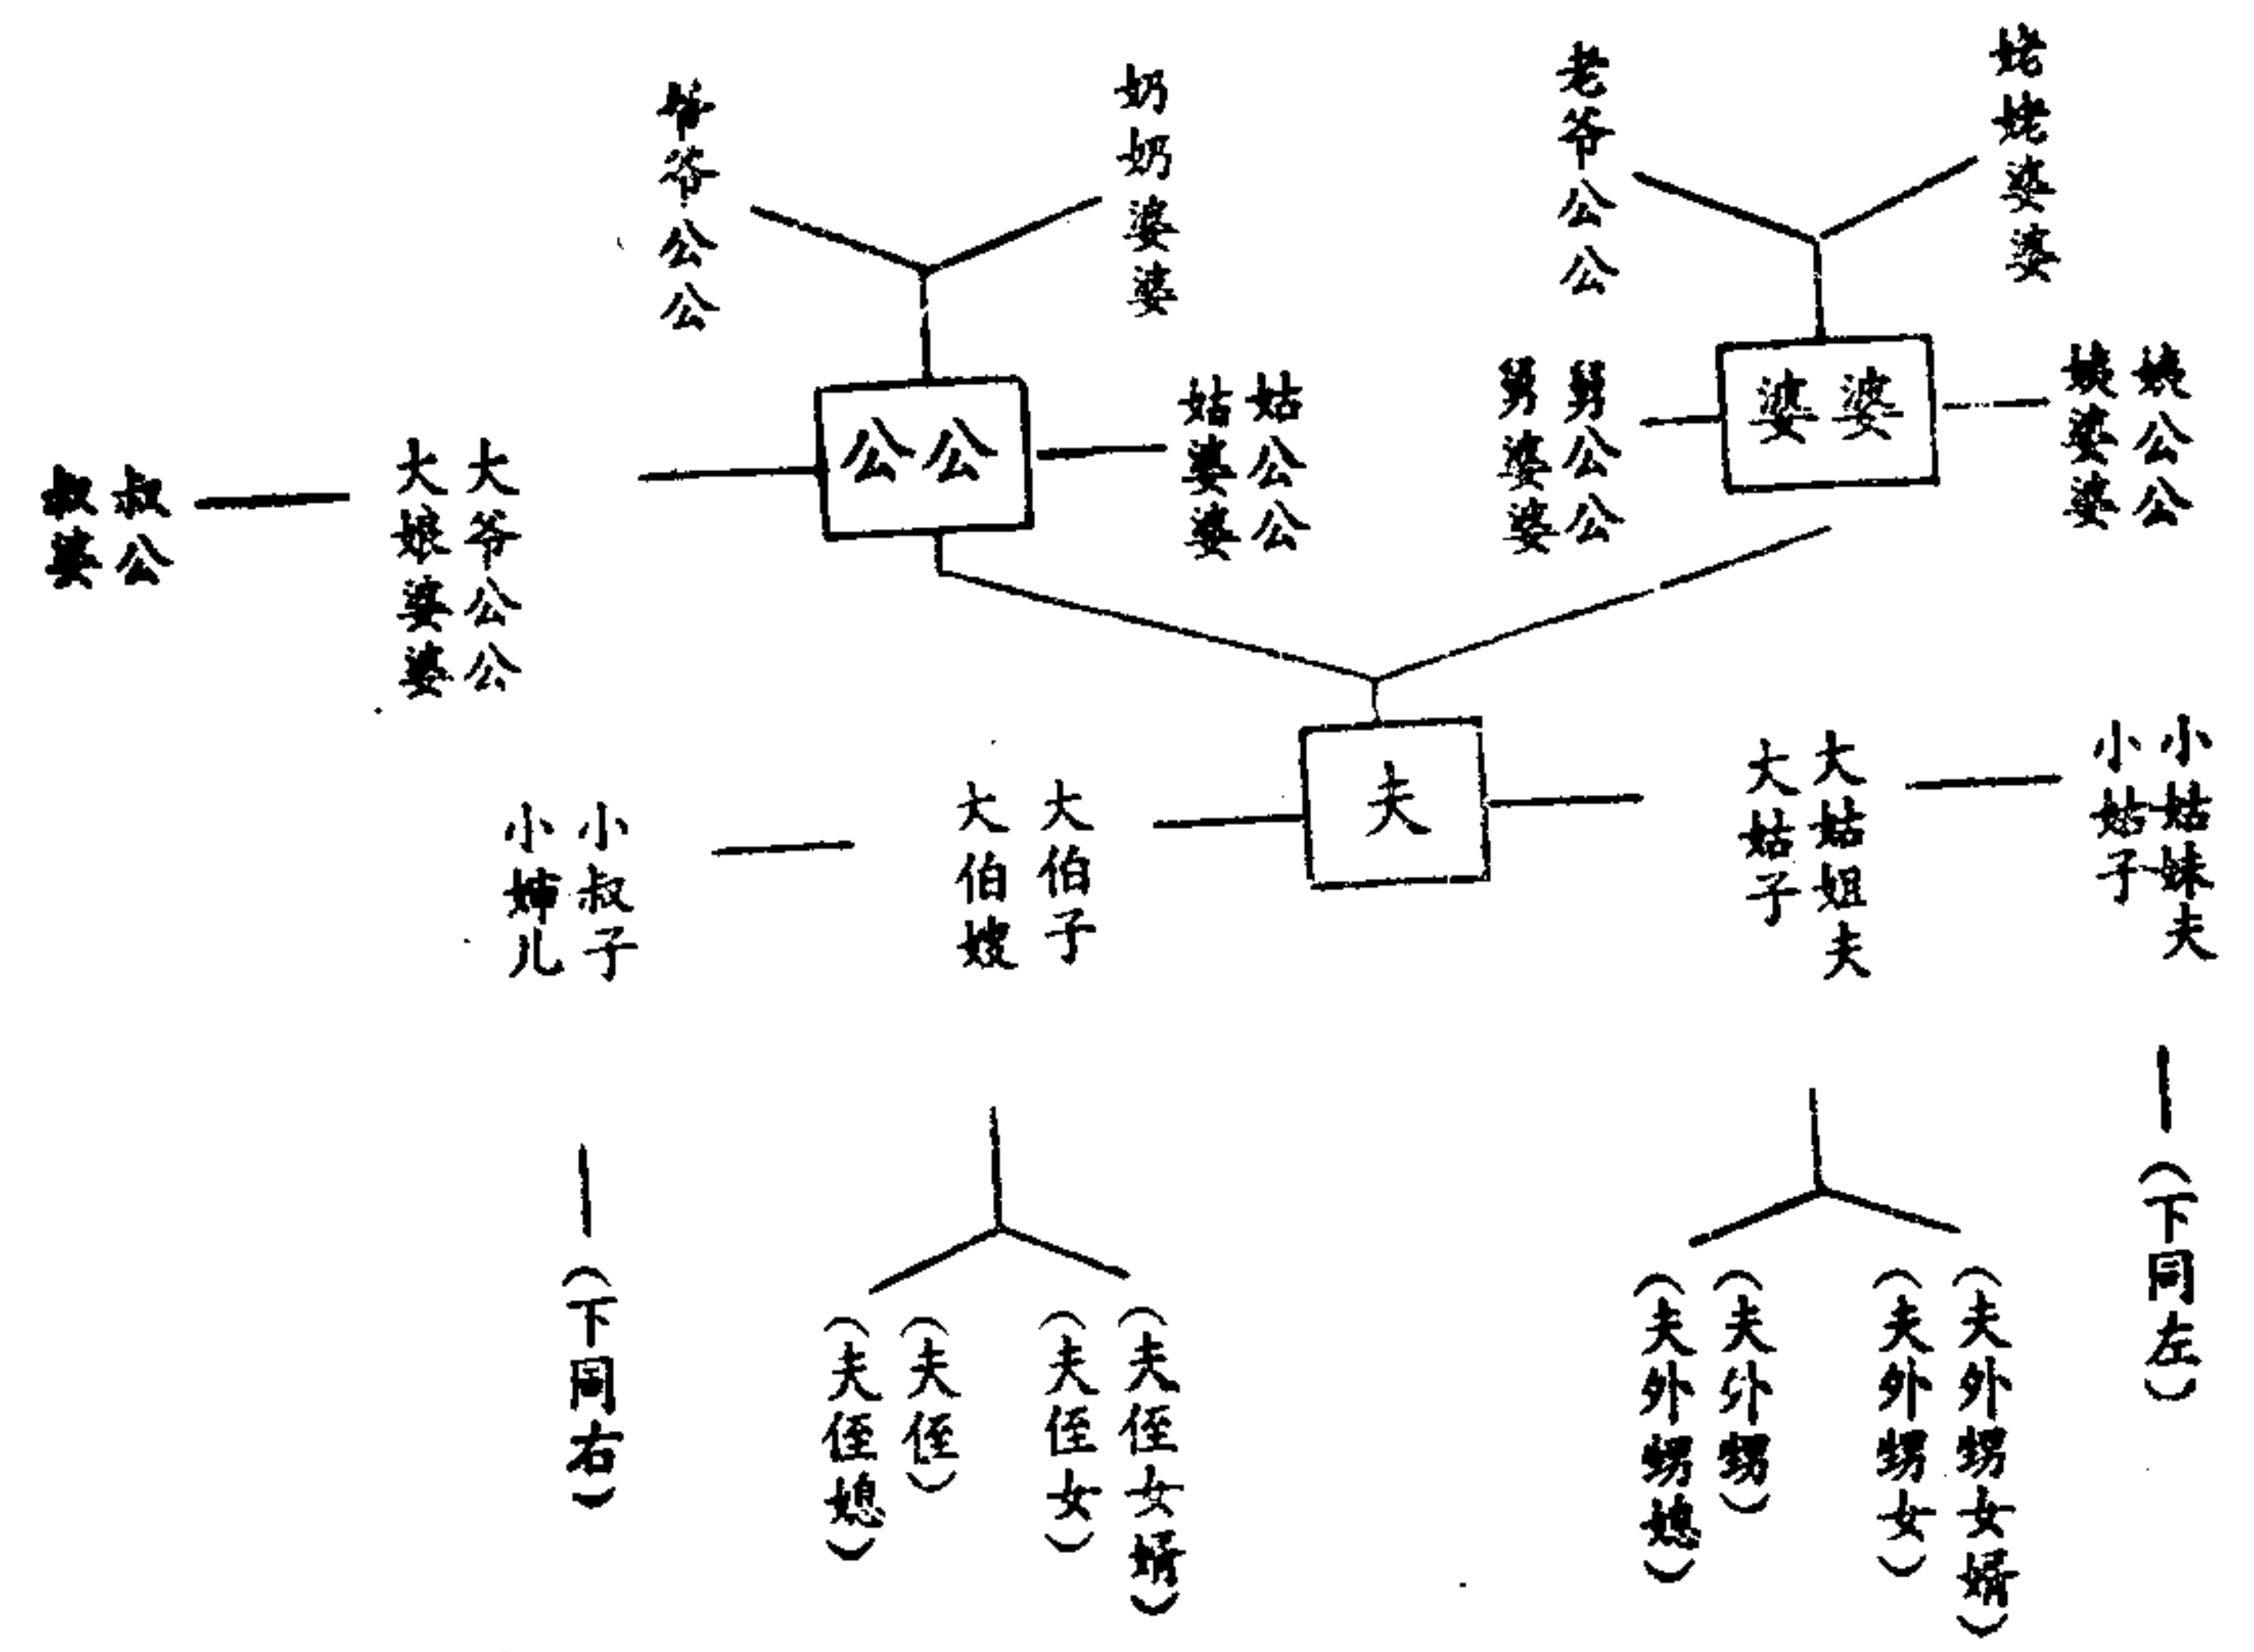 爷爷公公
奶奶婆婆
老爷公公
姥姥婆婆
叔公
叔婆
大爷公公
大娘婆婆
公公
姑公公
姑婆婆
舅公公
舅婆婆
婆婆
姨公公
姨婆婆
小叔子
小婶儿
大伯子
大伯嫂
夫
大姑姐夫
大姑子
小姑妹夫
小姑子
(下同右)
(夫侄)
(夫侄媳)
(夫侄女婿)
(夫侄女)
(夫外甥)
(夫外甥媳)
(夫外甥女婿)
(夫外甥女)
(下同左)